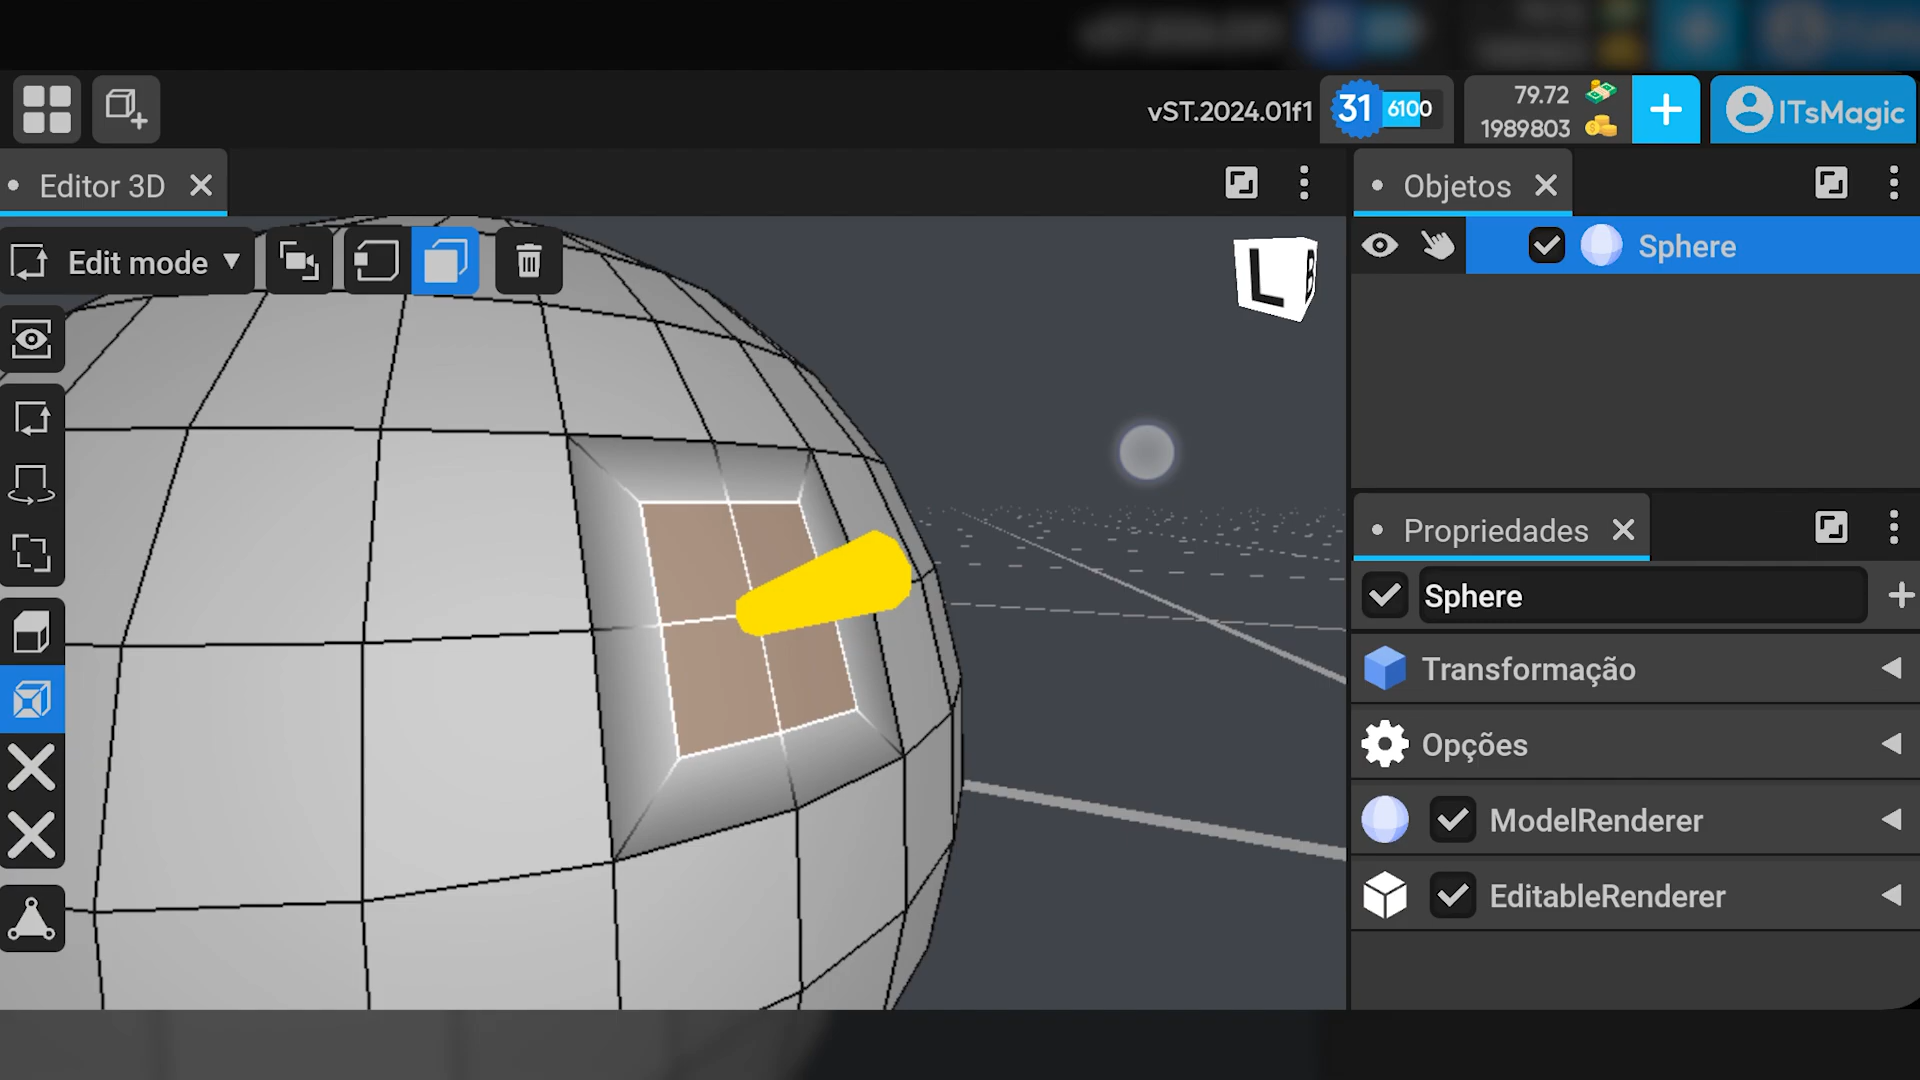 vST.2024.01f1
31 6100
79.72
1989803
ITsMagic
Editor 3D
Objetos
Edit mode
L B
Sphere
Propriedades
Sphere
Transformação
Opções
ModelRenderer
EditableRenderer